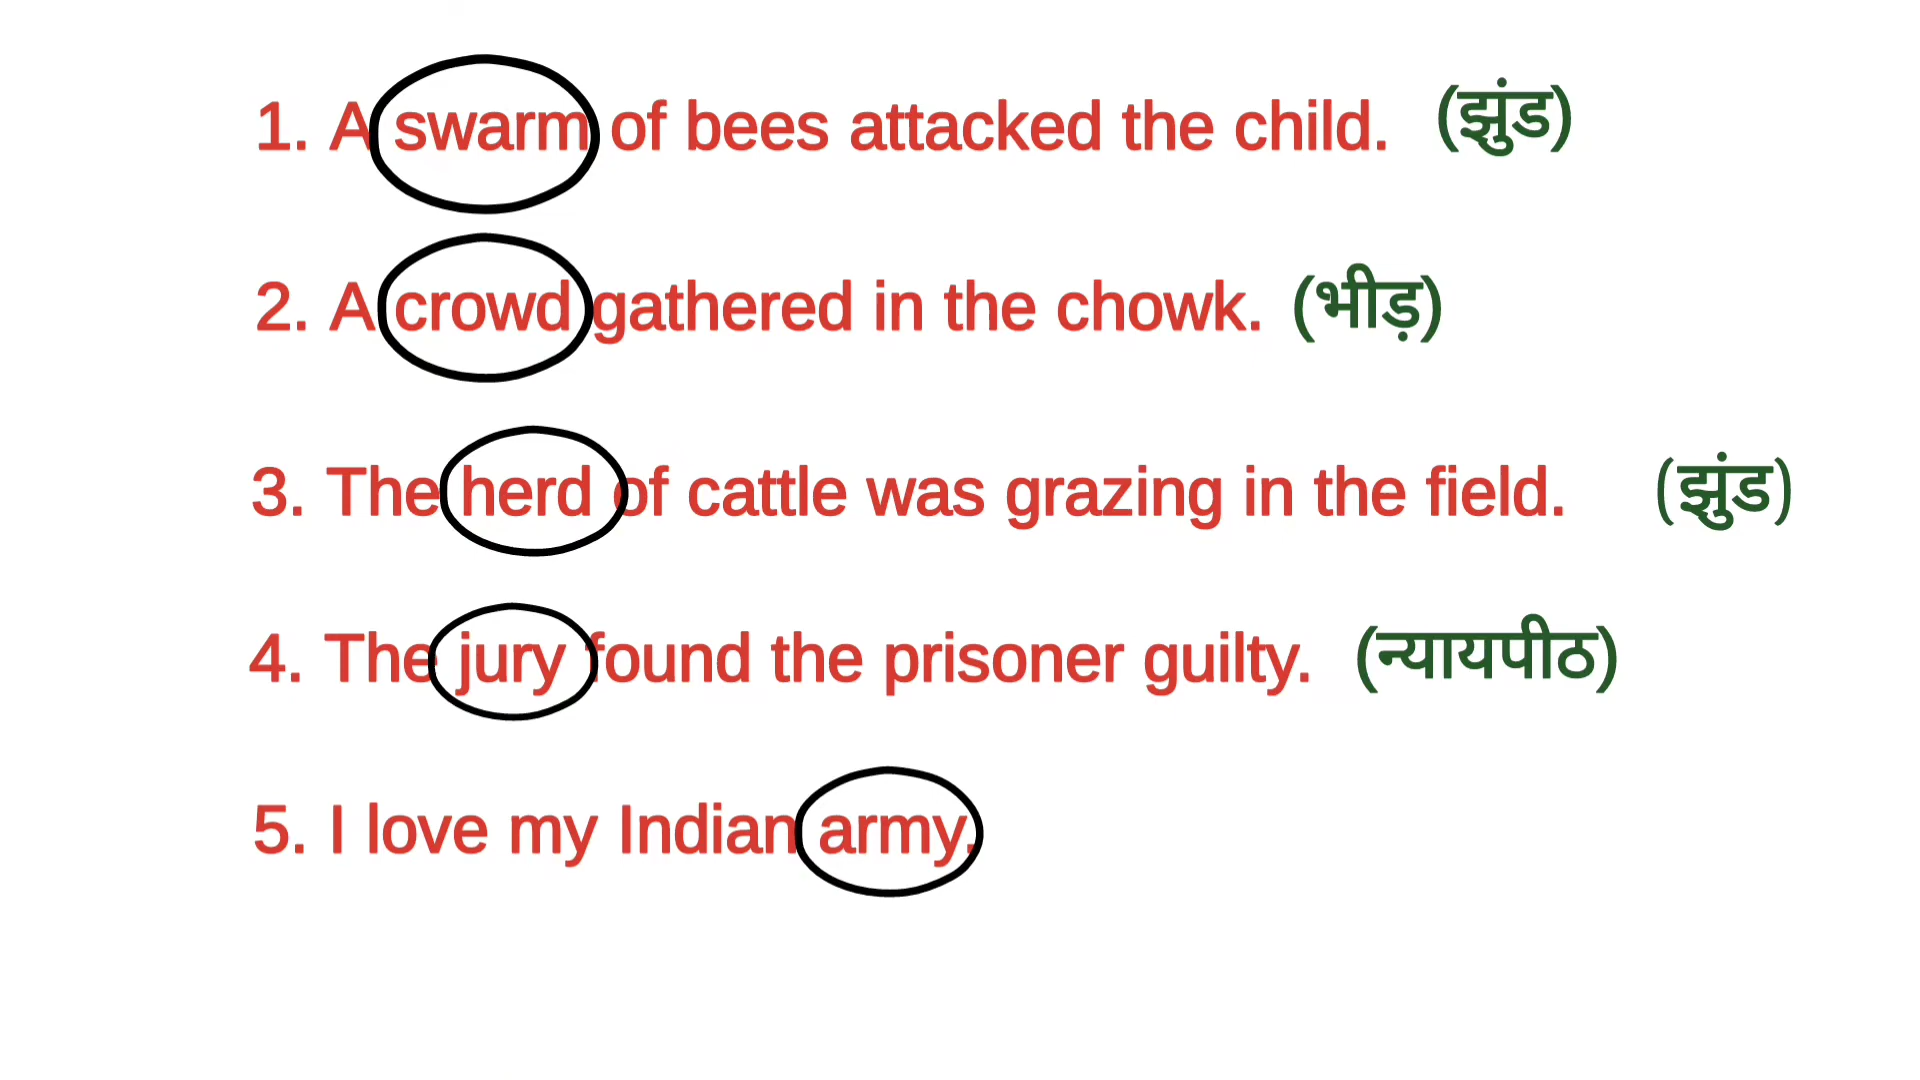 1. A swarm of bees attacked the child. (झुंड)
2. A crowd gathered in the chowk. (भीड़)
3. The herd of cattle was grazing in the field. (झुंड)
4. The jury found the prisoner guilty. (न्यायपीठ)
5. I love my Indian army.